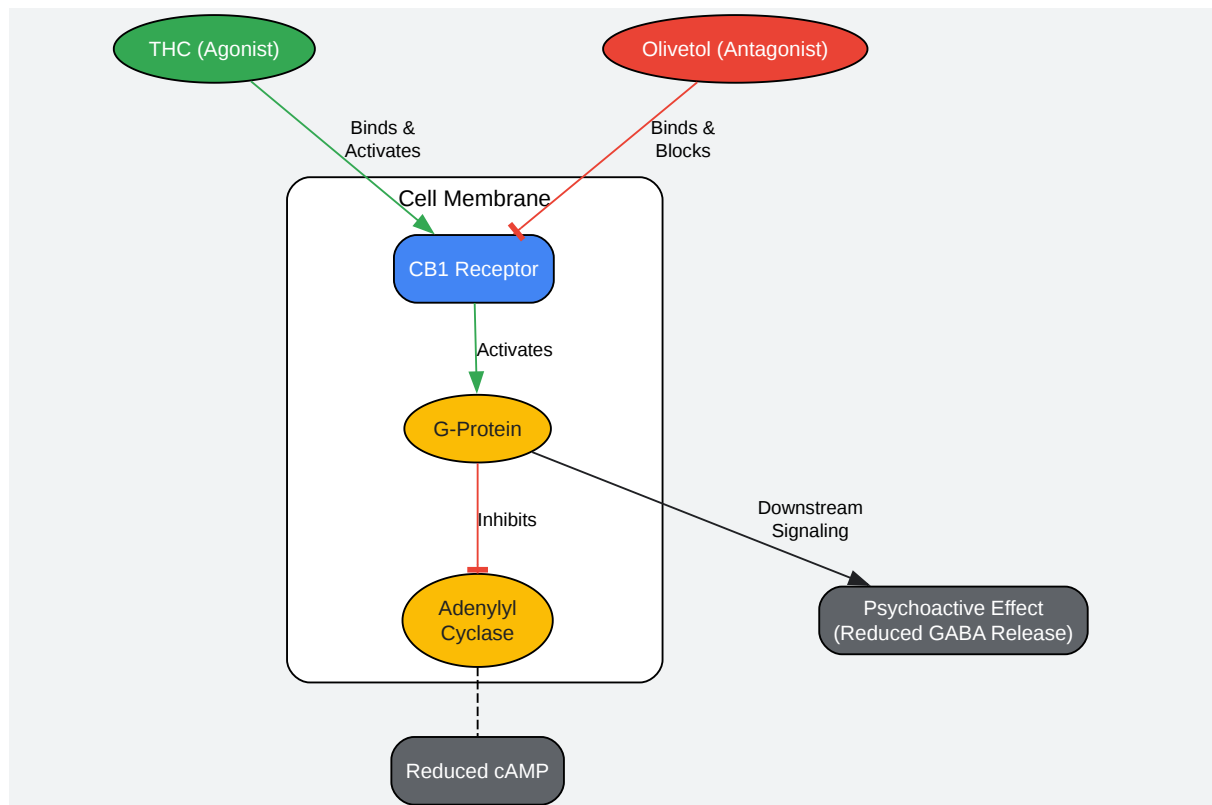 THC (Agonist)
Olivetol (Antagonist)
Binds &
Activates
Binds &
Blocks
Cell Membrane
CB1 Receptor
Activates
G-Protein
Downstream
Signaling
Inhibits
Adenylyl
Cyclase
Psychoactive Effect
(Reduced GABA Release)
Reduced cAMP